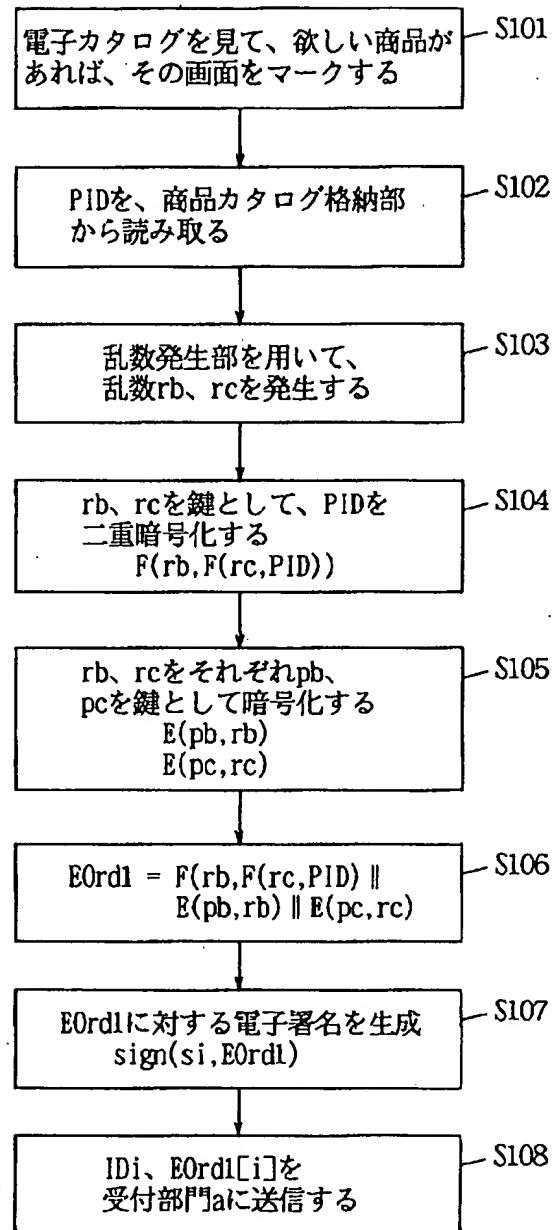 電子カタログを見て、欲しい商品が
あれば、その画面をマークする
S101
PIDを、商品カタログ格納部
から読み取る
S102
乱数発生部を用いて、
乱数rb、rcを発生する
S103
rb、rcを鍵として、PIDを
二重暗号化する
F(rb,F(rc,PID))
S104
rb、rcをそれぞれpb、
pcを鍵として暗号化する
E(pb,rb)
E(pc,rc)
S105
EOrd1 = F(rb,F(rc,PID)∥
E(pb,rb)∥E(pc,rc)
S106
EOrd1に対する電子署名を生成
sign(si,EOrd1)
S107
IDi、EOrd1[i]を
受付部門aに送信する
S108